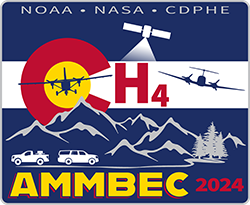 NOAA • NASA • CDPHE
CH4
AMMBEC 2024